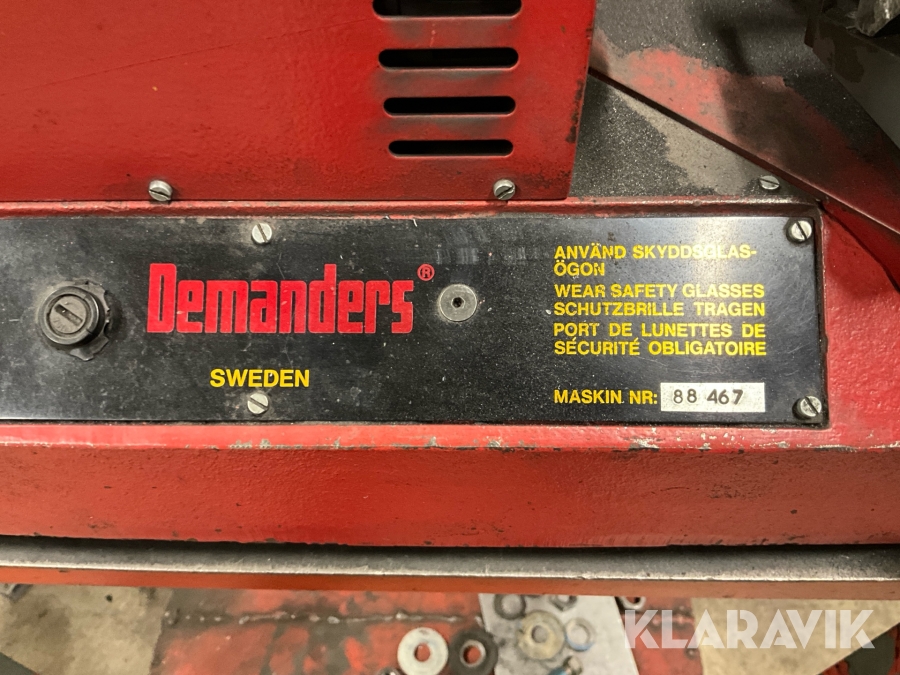 KLARAVIK
Demanders®
SWEDEN
ANVÄND SKYDDSGLAS-
ÖGON
WEAR SAFETY GLASSES
SCHUTZBRILLE TRAGEN
PORT DE LUNETTES DE
SÉCURITÉ OBLIGATOIRE
MASKIN. NR: 88 467
KLARAVIK